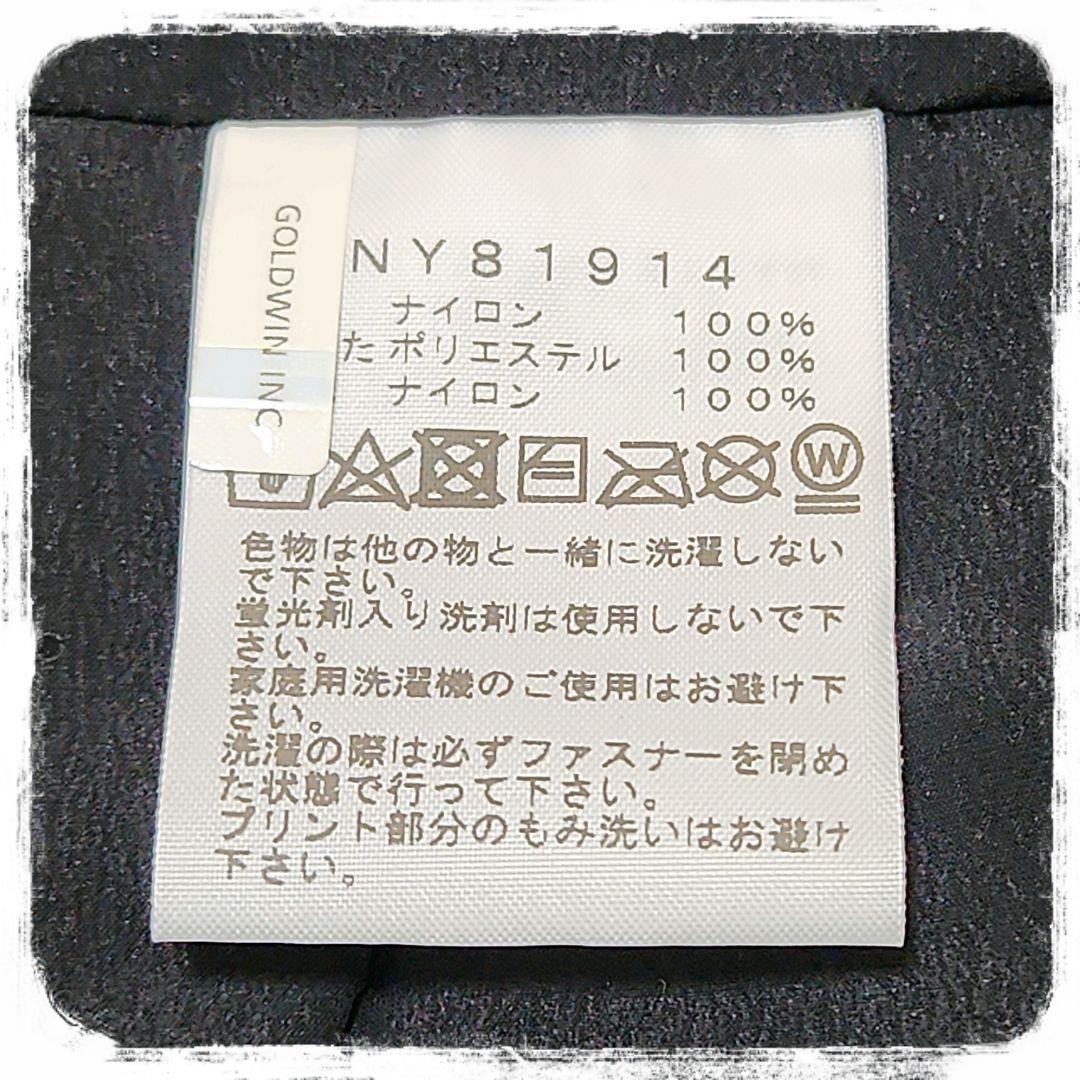 GOLDWIN INC
NY81914
ナイロン 100%
た ポリエステル 100%
ナイロン 100%
W
色物は他の物と一緒に洗濯しない
で下さい。
蛍光剤入り洗剤は使用しないで下
さい。
家庭用洗濯機のご使用はお避け下
さい。
洗濯の際は必ずファスナーを閉め
た状態で行って下さい。
プリント部分のもみ洗いはお避け
下さい。